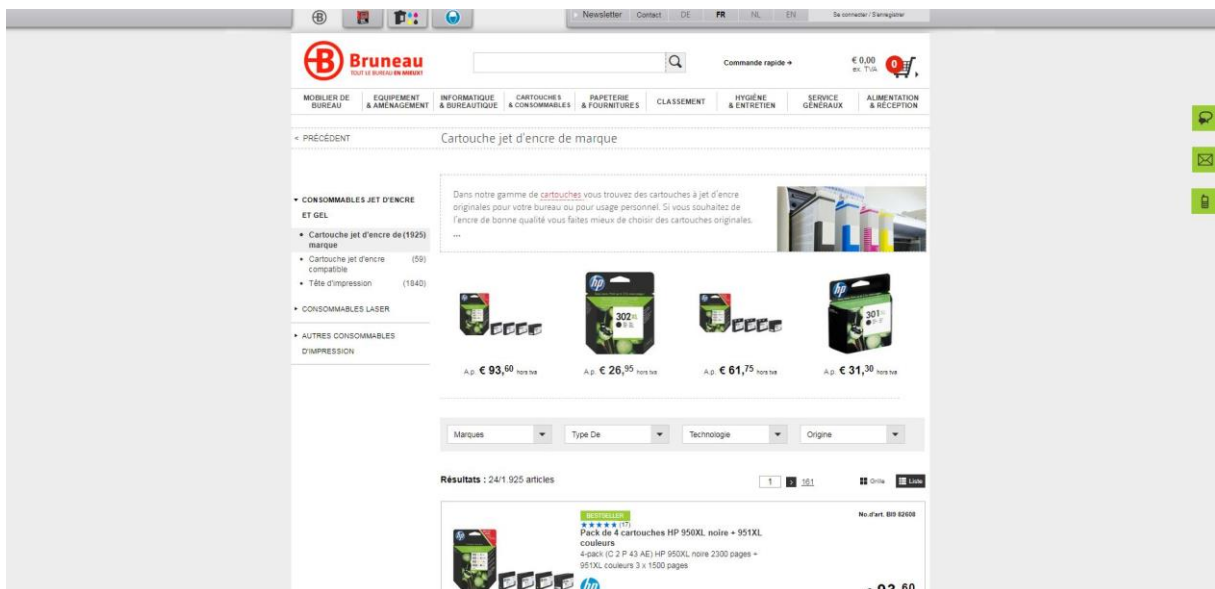 Newsletter Contact DE FR NL EN Se connecter / S'enregistrer
Bruneau
TOUT LE BUREAU EN MIEUX!
Commande rapide
€ 0,00
ex. TVA
0
MOBILIER DE BUREAU
EQUIPEMENT & AMÉNAGEMENT
INFORMATIQUE & BUREAUTIQUE
CARTOUCHES & CONSOMMABLES
PAPETERIE & FOURNITURES
CLASSEMENT
HYGIÈNE & ENTRETIEN
SERVICE GÉNÉRAUX
ALIMENTATION & RÉCEPTION
< PRÉCÉDENT
Cartouche jet d'encre de marque
CONSOMMABLES JET D'ENCRE
ET GEL
Cartouche jet d'encre de (1925)
marque
Cartouche jet d'encre (59)
compatible
Tête d'impression (1840)
CONSOMMABLES LASER
AUTRES CONSOMMABLES
D'IMPRESSION
Dans notre gamme de cartouches vous trouvez des cartouches à jet d'encre
originales pour votre bureau ou pour usage personnel. Si vous souhaitez de
l'encre de bonne qualité vous faites mieux de choisir des cartouches originales.
...
hp
302XL
hp
301
A.p. € 93,60 hors tva
A.p. € 26,95 hors tva
A.p. € 61,75 hors tva
A.p. € 31,30 hors tva
Marques
Type De
Technologie
Origine
Résultats : 24/1.925 articles
1 161
Grille
Liste
BESTSELLER
(17)
No.d'art. BI9 82608
Pack de 4 cartouches HP 950XL noire + 951XL
couleurs
4-pack (C 2 P 43 AE) HP 950XL noire 2300 pages +
951XL couleurs 3 x 1500 pages
hp
93,60